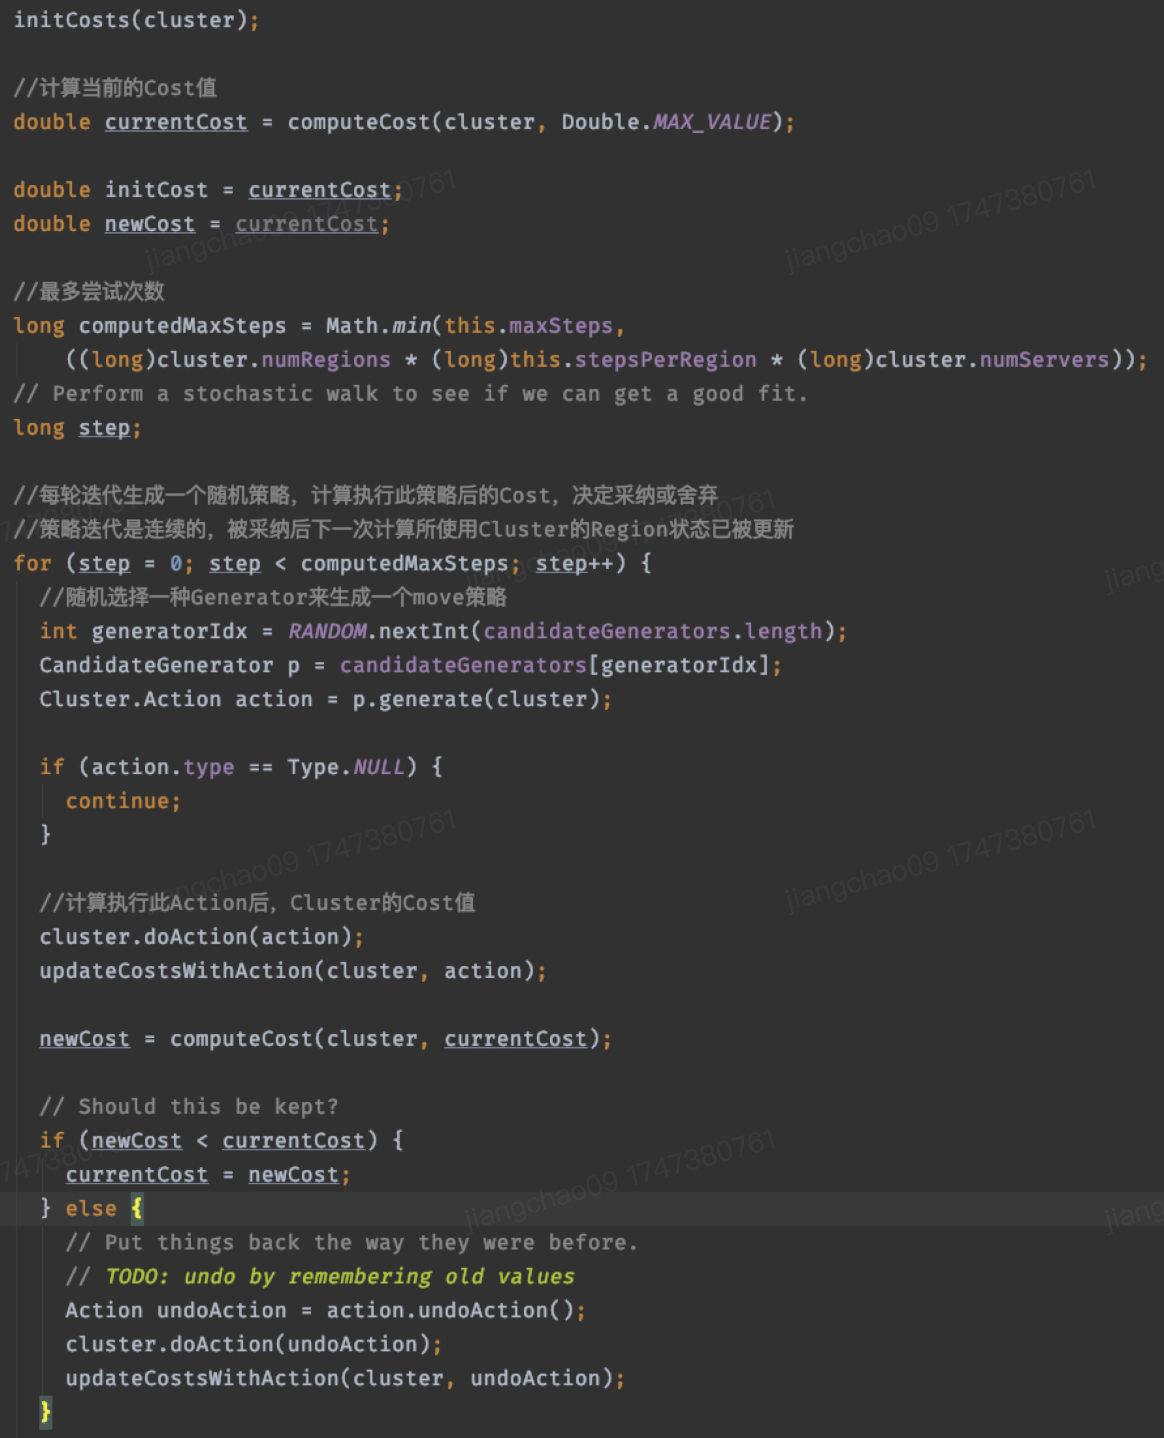 initCosts(cluster);
//计算当前的Cost值
double currentCost = computeCost(cluster, Double.MAX_VALUE);
double initCost = currentCost;
double newCost = currentCost;
//最多尝试次数
long computedMaxSteps = Math.min(this.maxSteps,
((long)cluster.numRegions * (long)this.stepsPerRegion * (long)cluster.numServers));
// Perform a stochastic walk to see if we can get a good fit.
long step;
//每轮迭代生成一个随机策略，计算执行此策略后的Cost，决定采纳或舍弃
//策略迭代是连续的，被采纳后下一次计算所使用Cluster的Region状态已被更新
for (step = 0; step < computedMaxSteps; step++) {
//随机选择一种Generator来生成一个move策略
int generatorIdx = RANDOM.nextInt(candidateGenerators.length);
CandidateGenerator p = candidateGenerators[generatorIdx];
Cluster.Action action = p.generate(cluster);
if (action.type == Type.NULL) {
continue;
}
//计算执行此Action后，Cluster的Cost值
cluster.doAction(action);
updateCostsWithAction(cluster, action);
newCost = computeCost(cluster, currentCost);
// Should this be kept?
if (newCost < currentCost) {
currentCost = newCost;
} else {
// Put things back the way they were before.
// TODO: undo by remembering old values
Action undoAction = action.undoAction();
cluster.doAction(undoAction);
updateCostsWithAction(cluster, undoAction);
}
jiangchao09 1747380761
jiangchao09 1747380761
jiangchao09 1747380761
jiangchao09 1747380761
jiangchao09 1747380761